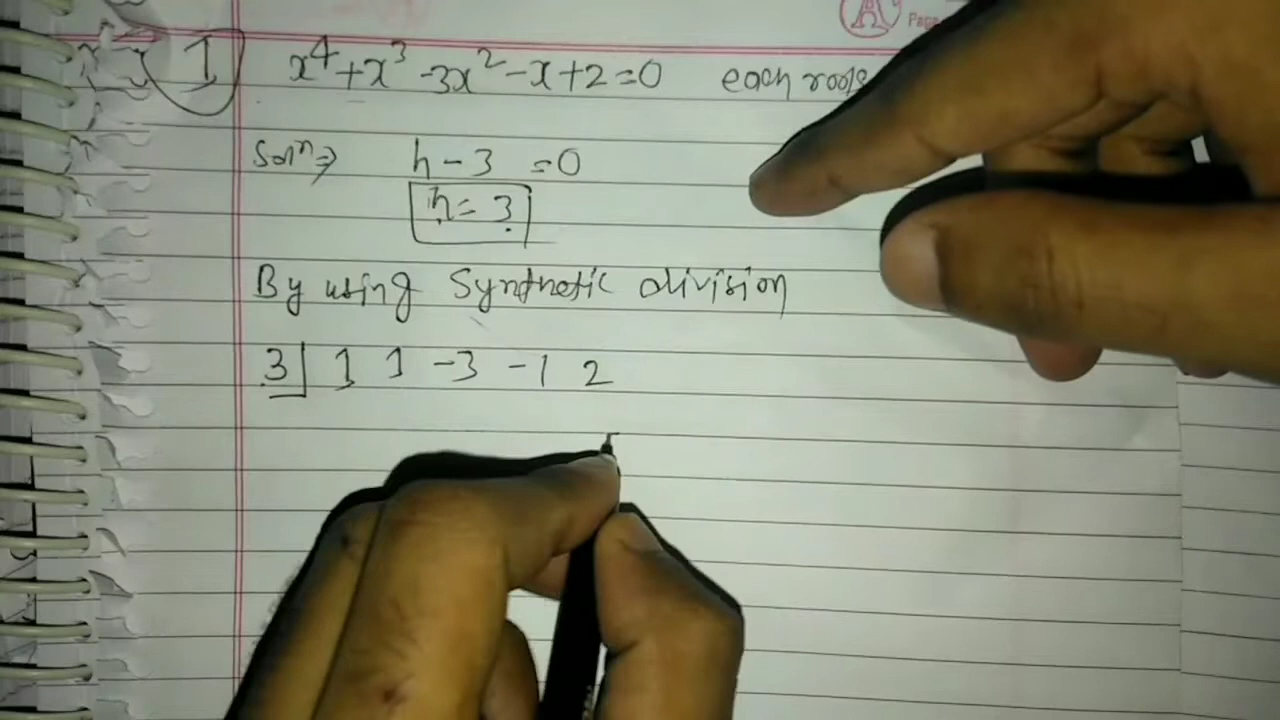 1 x⁴+x³-3x²-x+2=0 each roots
Page
Solⁿ⇒ h-3=0
h=3
By using Synthetic division
3 1 1 -3 -1 2